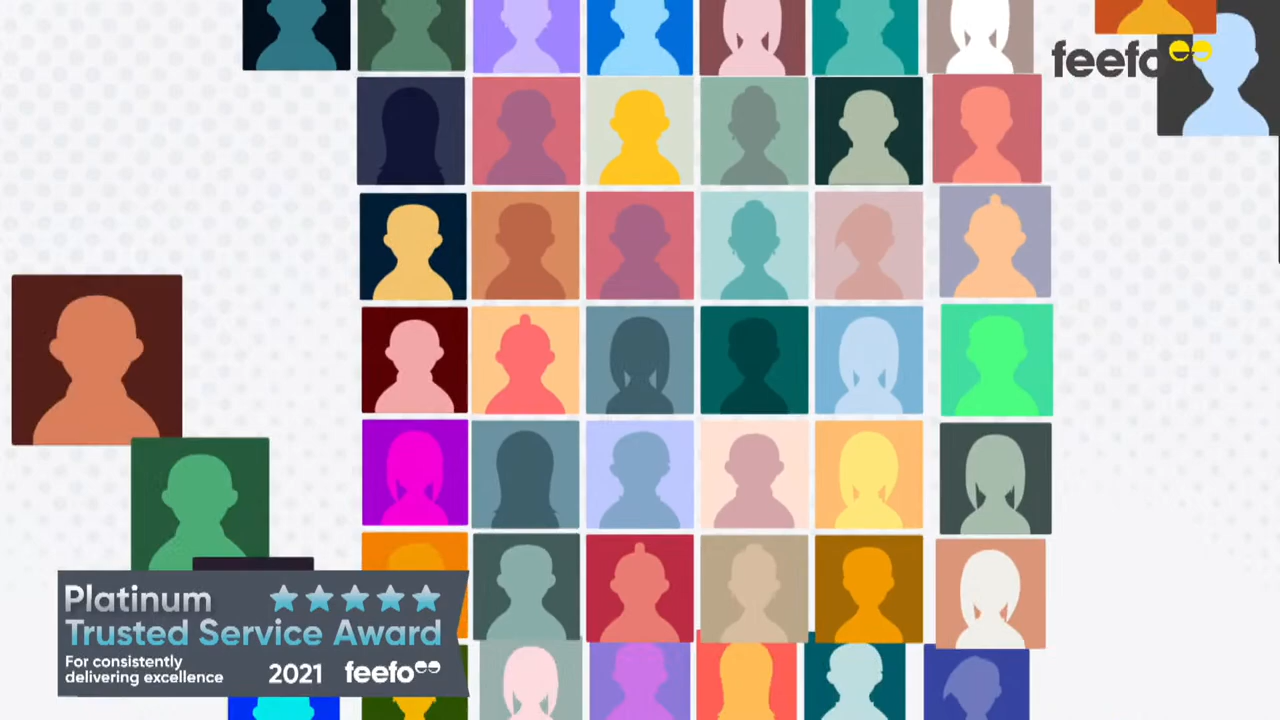 feefo
Platinum
Trusted Service Award
For consistently
delivering excellence
2021 feefo